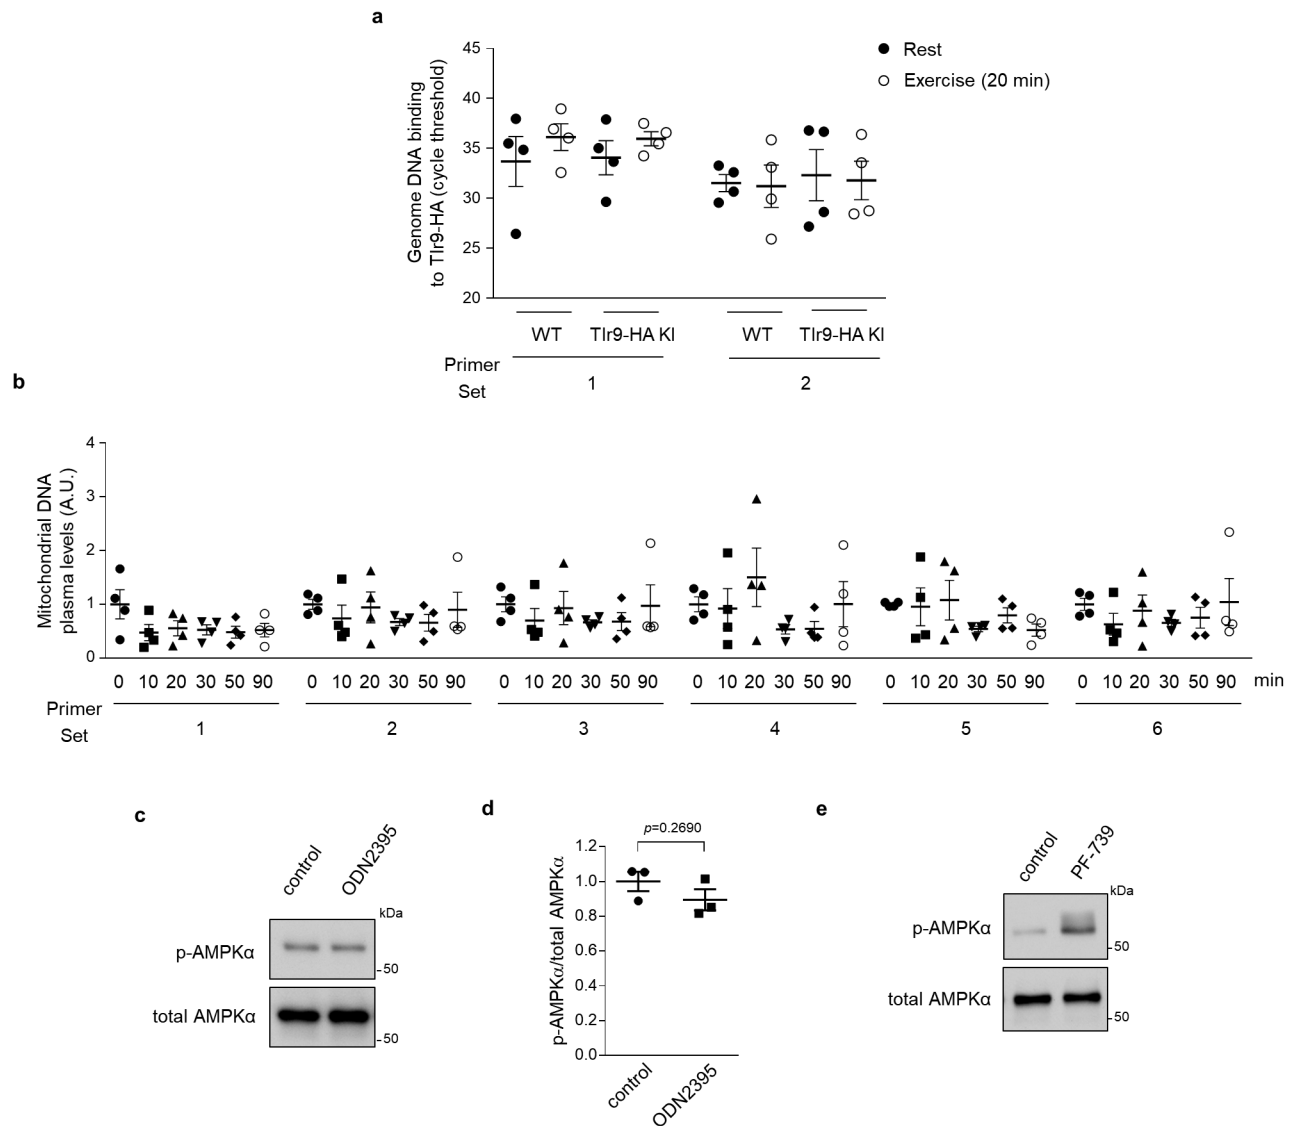 a
Genome DNA binding
to Tlr9-HA (cycle threshold)
45
40
35
30
25
20
Rest
Exercise (20 min)
WT
Tlr9-HA KI
WT
Tlr9-HA KI
Primer
Set
1
2
b
Mitochondrial DNA
plasma levels (A.U.)
4
3
2
1
0
0 10 20 30 50 90 0 10 20 30 50 90 0 10 20 30 50 90 0 10 20 30 50 90 0 10 20 30 50 90 0 10 20 30 50 90 min
Primer
Set
1 2 3 4 5 6
c
control
ODN2395
kDa
p-AMPKα
50
total AMPKα
50
d
p-AMPKα/total AMPKα
p=0.2690
1.2
1.0
0.8
0.6
0.4
0.2
0.0
control
ODN2395
e
control
PF-739
kDa
p-AMPKα
50
total AMPKα
50